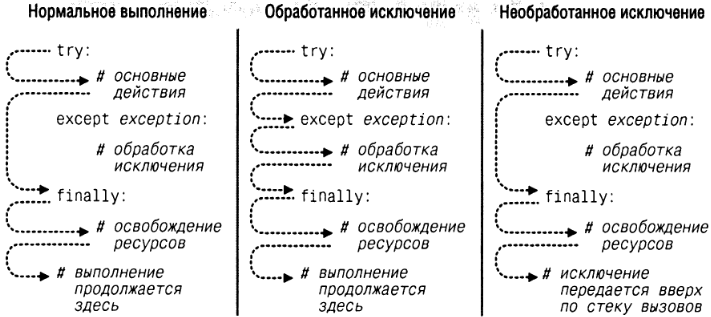 Нормальное выполнение
try:
# основные
действия
except exception:
# обработка
исключения
finally:
# освобождение
ресурсов
# выполнение
продолжается
здесь
Обработанное исключение
try:
# основные
действия
except exception:
# обработка
исключения
finally:
# освобождение
ресурсов
# выполнение
продолжается
здесь
Необработанное исключение
try:
# основные
действия
except exception:
# обработка
исключения
finally:
# освобождение
ресурсов
# исключение
передается вверх
по стеку вызовов